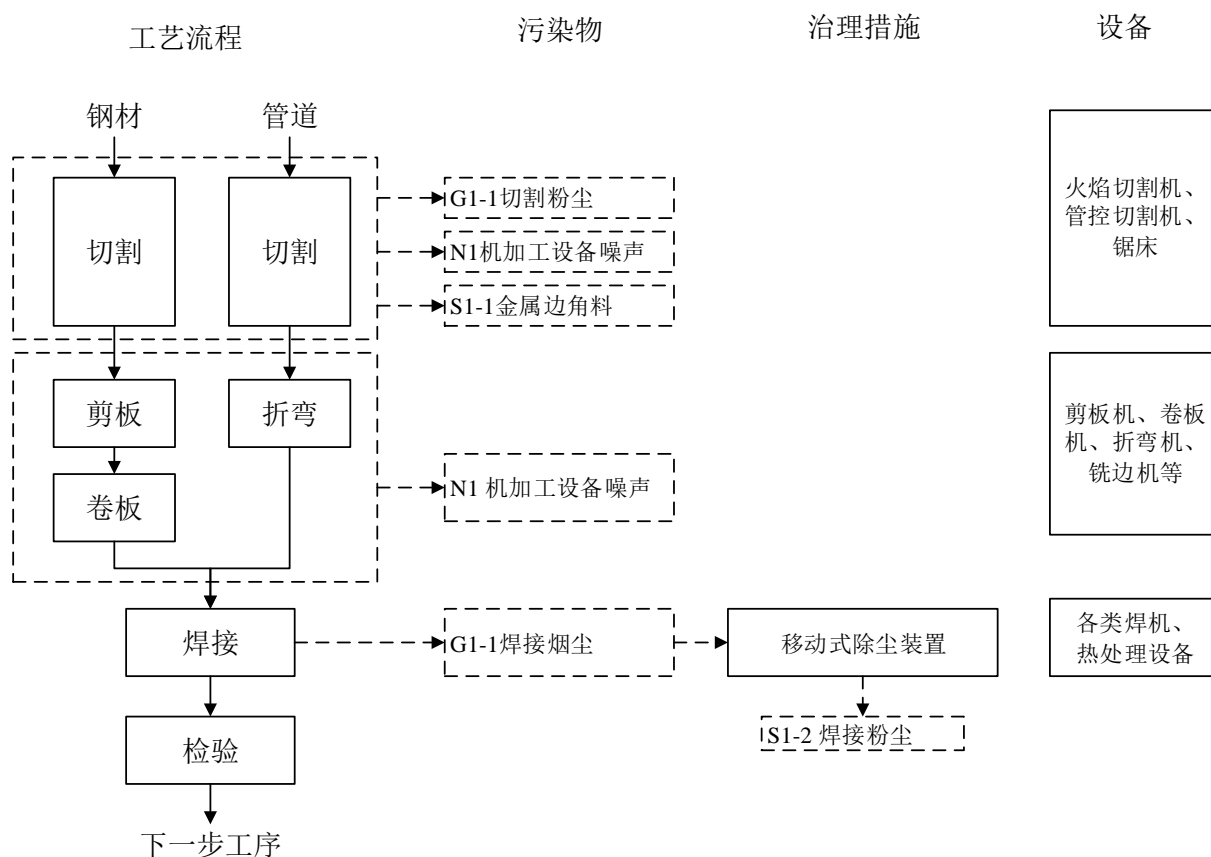 工艺流程
污染物
治理措施
设备
钢材
管道
切割
切割
G1-1切割粉尘
N1机加工设备噪声
S1-1金属边角料
火焰切割机、
管控切割机、
锯床
剪板
折弯
卷板
N1 机加工设备噪声
剪板机、卷板
机、折弯机、
铣边机等
焊接
G1-1焊接烟尘
移动式除尘装置
各类焊机、
热处理设备
S1-2 焊接粉尘
检验
下一步工序